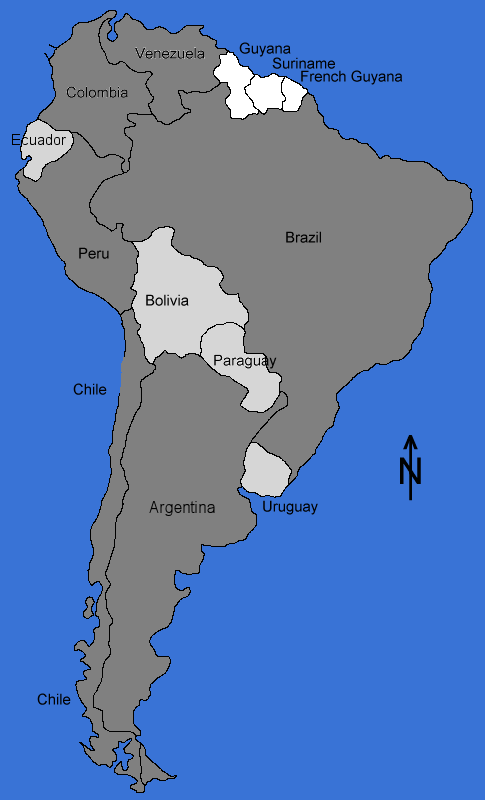 Guyana
Venezuela
Suriname
French Guyana
Colombia
Ecuador
Brazil
Peru
Bolivia
Paraguay
Chile
N
Argentina
Uruguay
Chile